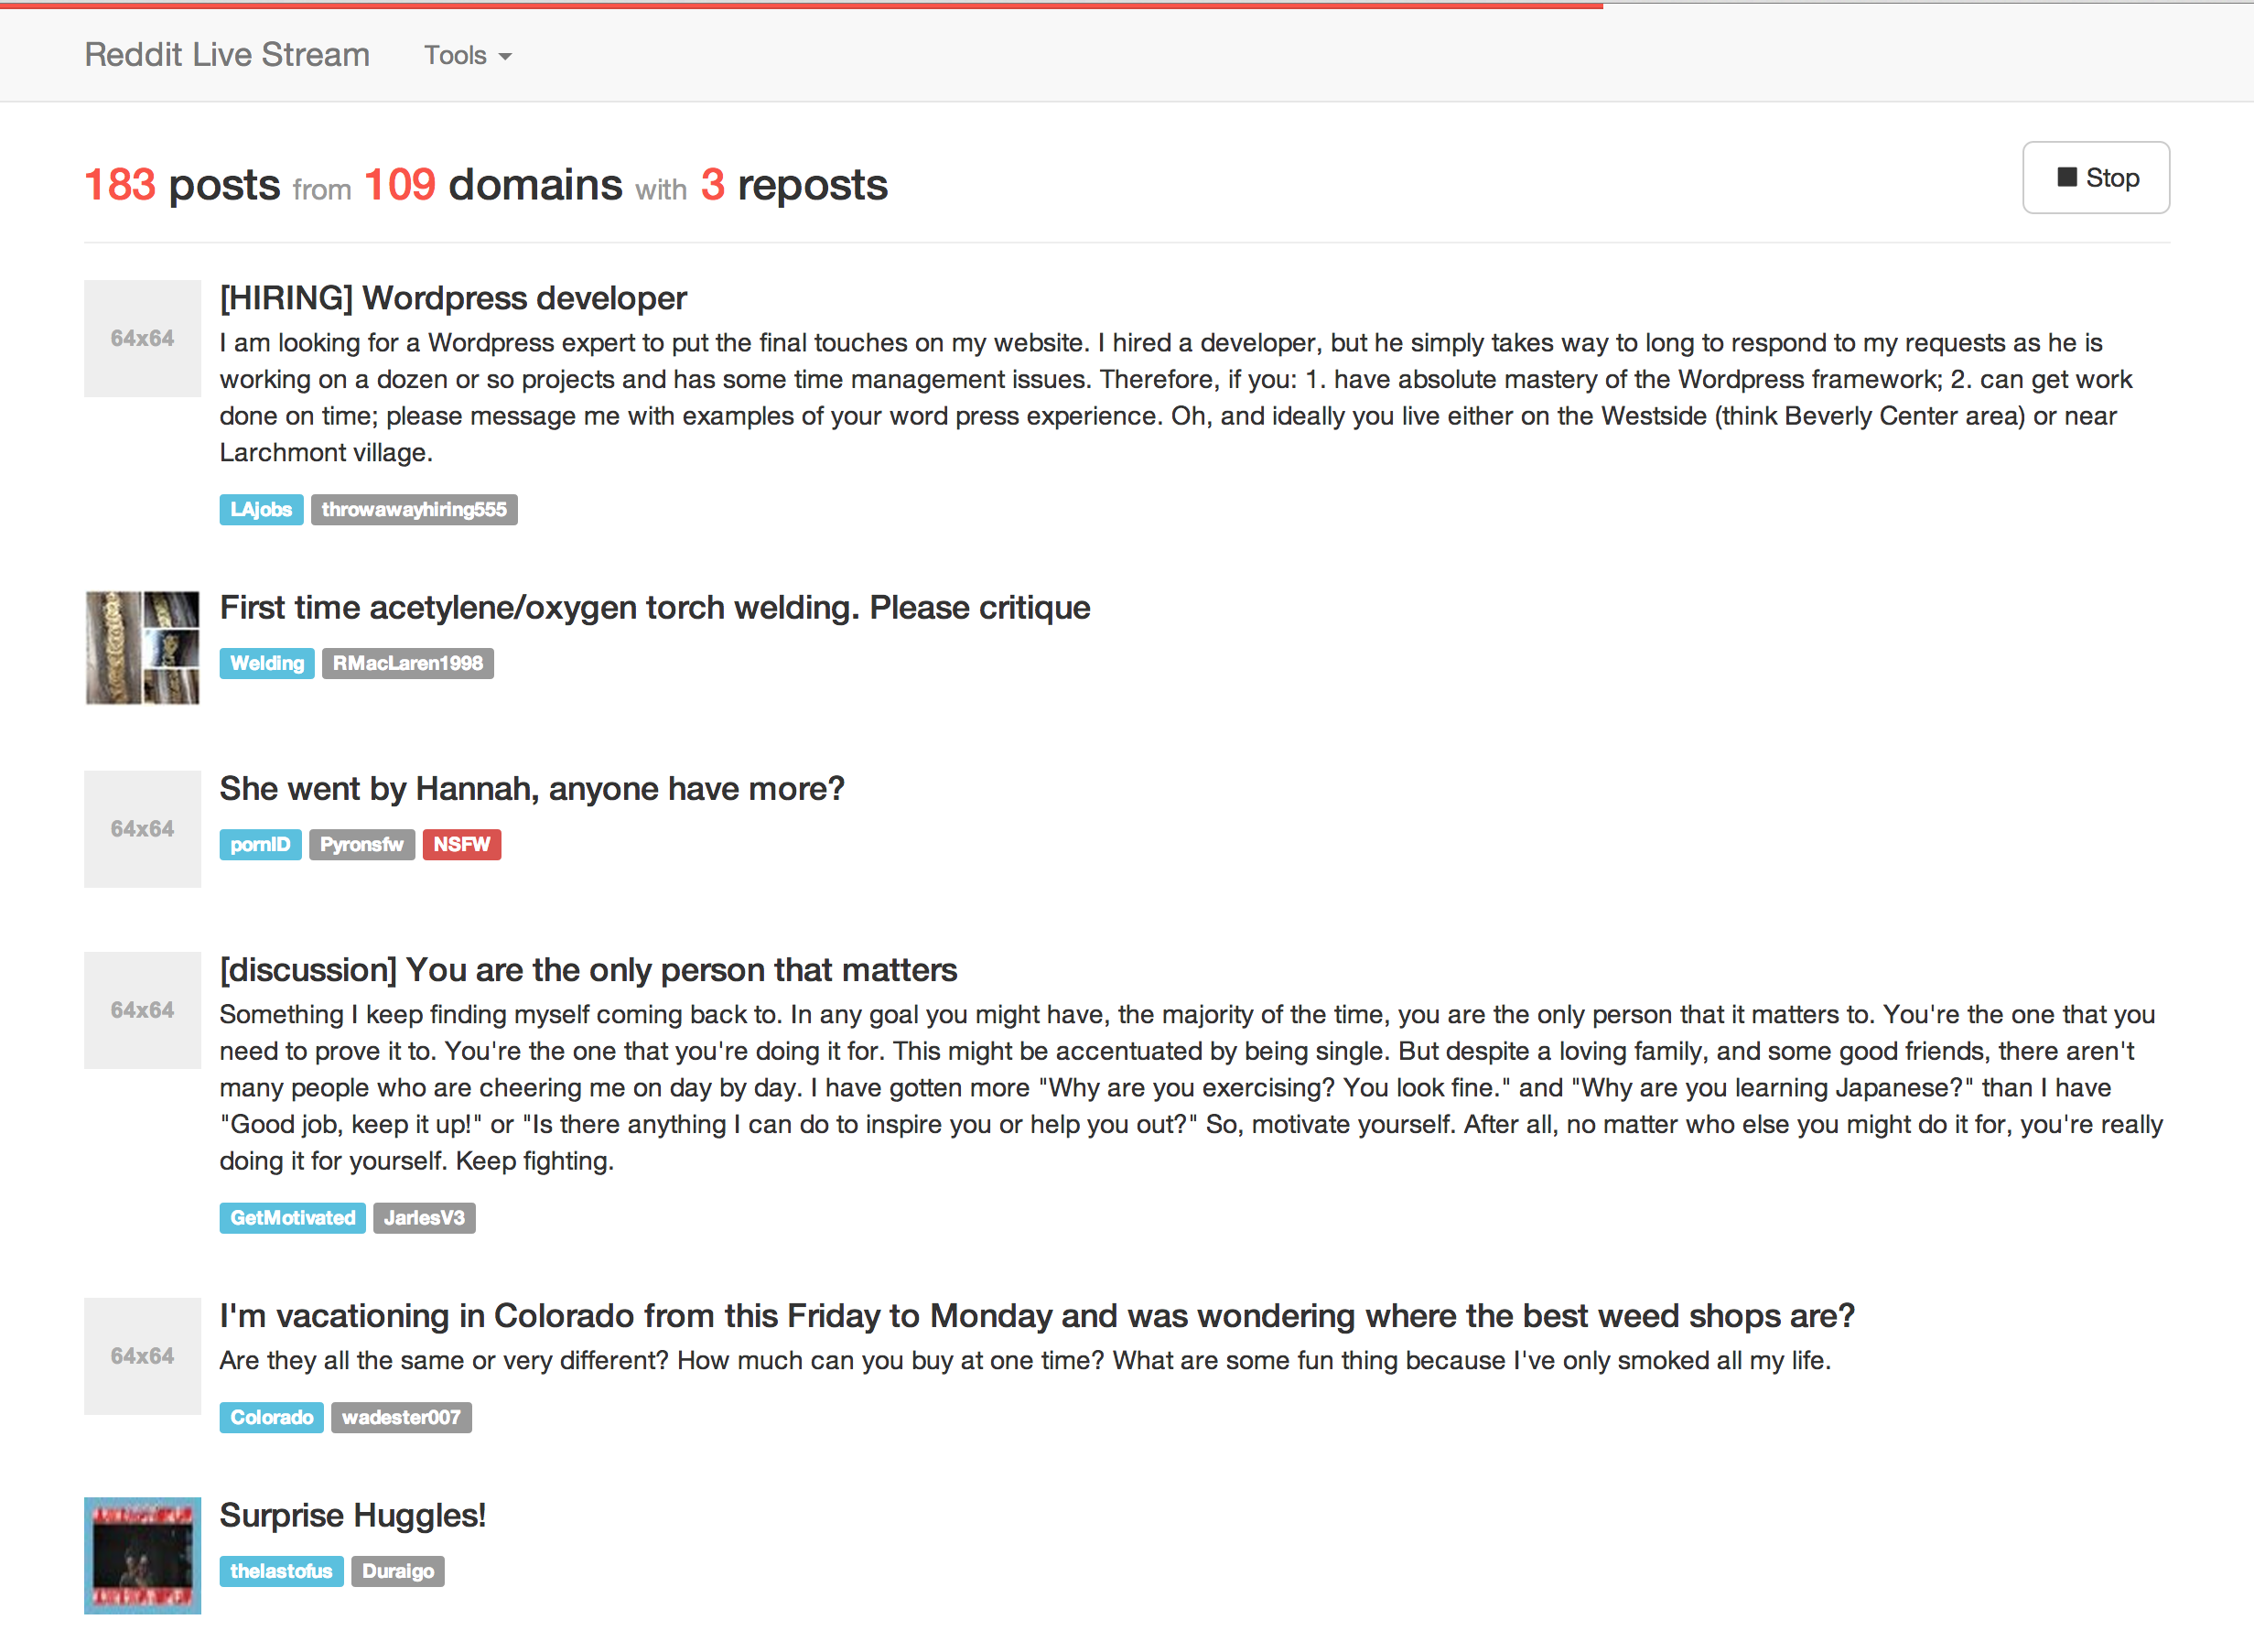 Reddit Live Stream Tools
183 posts from 109 domains with 3 reposts
Stop
64x64
[HIRING] Wordpress developer
I am looking for a Wordpress expert to put the final touches on my website. I hired a developer, but he simply takes way to long to respond to my requests as he is
working on a dozen or so projects and has some time management issues. Therefore, if you: 1. have absolute mastery of the Wordpress framework; 2. can get work
done on time; please message me with examples of your word press experience. Oh, and ideally you live either on the Westside (think Beverly Center area) or near
Larchmont village.
LAjobs throwawayhiring555
First time acetylene/oxygen torch welding. Please critique
Welding RMacLaren1998
64x64
She went by Hannah, anyone have more?
pornID Pyronsfw NSFW
64x64
[discussion] You are the only person that matters
Something I keep finding myself coming back to. In any goal you might have, the majority of the time, you are the only person that it matters to. You're the one that you
need to prove it to. You're the one that you're doing it for. This might be accentuated by being single. But despite a loving family, and some good friends, there aren't
many people who are cheering me on day by day. I have gotten more "Why are you exercising? You look fine." and "Why are you learning Japanese?" than I have
"Good job, keep it up!" or "Is there anything I can do to inspire you or help you out?" So, motivate yourself. After all, no matter who else you might do it for, you're really
doing it for yourself. Keep fighting.
GetMotivated JarlesV3
64x64
I'm vacationing in Colorado from this Friday to Monday and was wondering where the best weed shops are?
Are they all the same or very different? How much can you buy at one time? What are some fun thing because I've only smoked all my life.
Colorado wadester007
Surprise Huggles!
thelastofus Duraigo